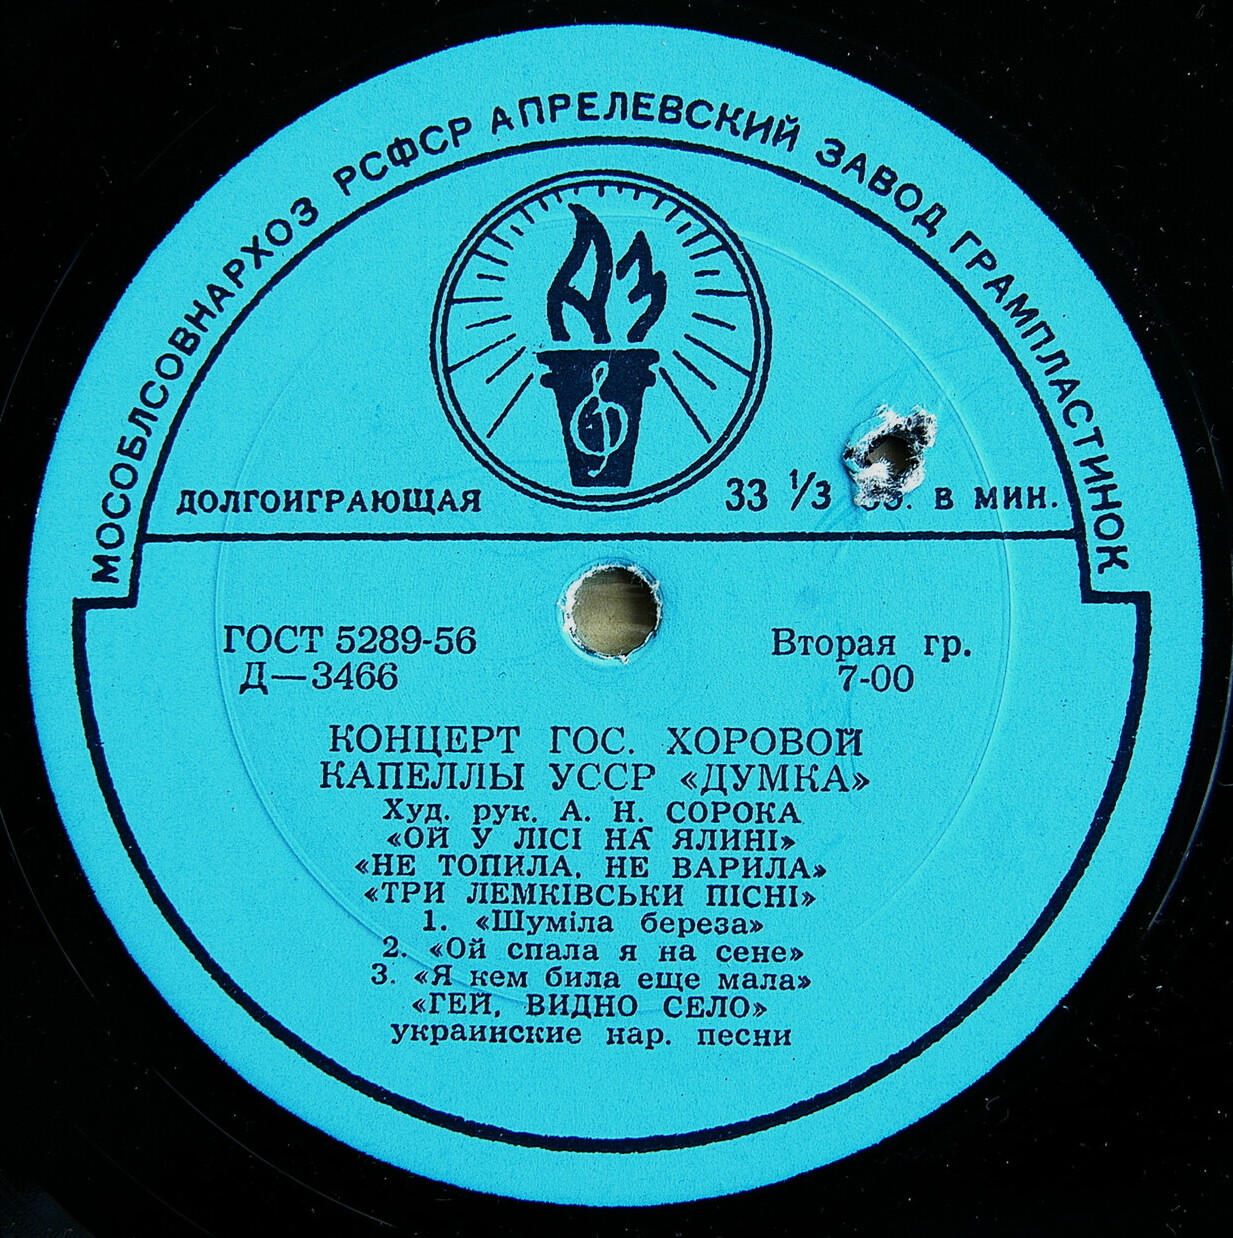 МОСОБЛСОВНАРХОЗ РСФСР АПРЕЛЕВСКИЙ ЗАВОД ГРАМПЛАСТИНОК
АЗ
ДОЛГОИГРАЮЩАЯ
33 ⅓ об. в мин.
ГОСТ 5289-56
Д—3466
Вторая гр.
7-00
КОНЦЕРТ ГОС. ХОРОВОЙ
КАПЕЛЛЫ УССР «ДУМКА»
Худ. рук. А. Н. СОРОКА
«ОЙ У ЛІСІ НА ЯЛИНІ»
«НЕ ТОПИЛА, НЕ ВАРИЛА»
«ТРИ ЛЕМКІВСЬКИ ПІСНІ»
1. «Шуміла береза»
2. «Ой спала я на сене»
3. «Я кем била еще мала»
«ГЕЙ, ВИДНО СЕЛО»
украинские нар. песни